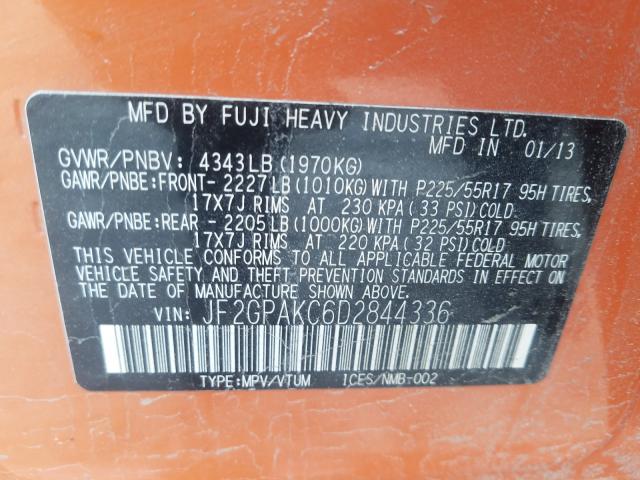 MFD BY FUJI HEAVY INDUSTRIES LTD.
MFD IN 01/13
GVWR/PNBV: 4343LB(1970KG)
GAWR/PNBE:FRONT- 2227LB(1010KG)WITH P225/55R17 95H TIRES,
17X7J RIMS AT 230 KPA(33 PSI)COLD
GAWR/PNBE:REAR - 2205LB(1000KG)WITH P225/55R17 95H TIRES,
17X7J RIMS AT 220 KPA(32 PSI)COLD
THIS VEHICLE CONFORMS TO ALL APPLICABLE FEDERAL MOTOR
VEHICLE SAFETY AND THEFT PREVENTION STANDARDS IN EFFECT ON
THE DATE OF MANUFACTURE SHOWN ABOVE.
VIN: JF2GPAKC6D2844336
TYPE:MPV/VTUM ICES/NMB-002